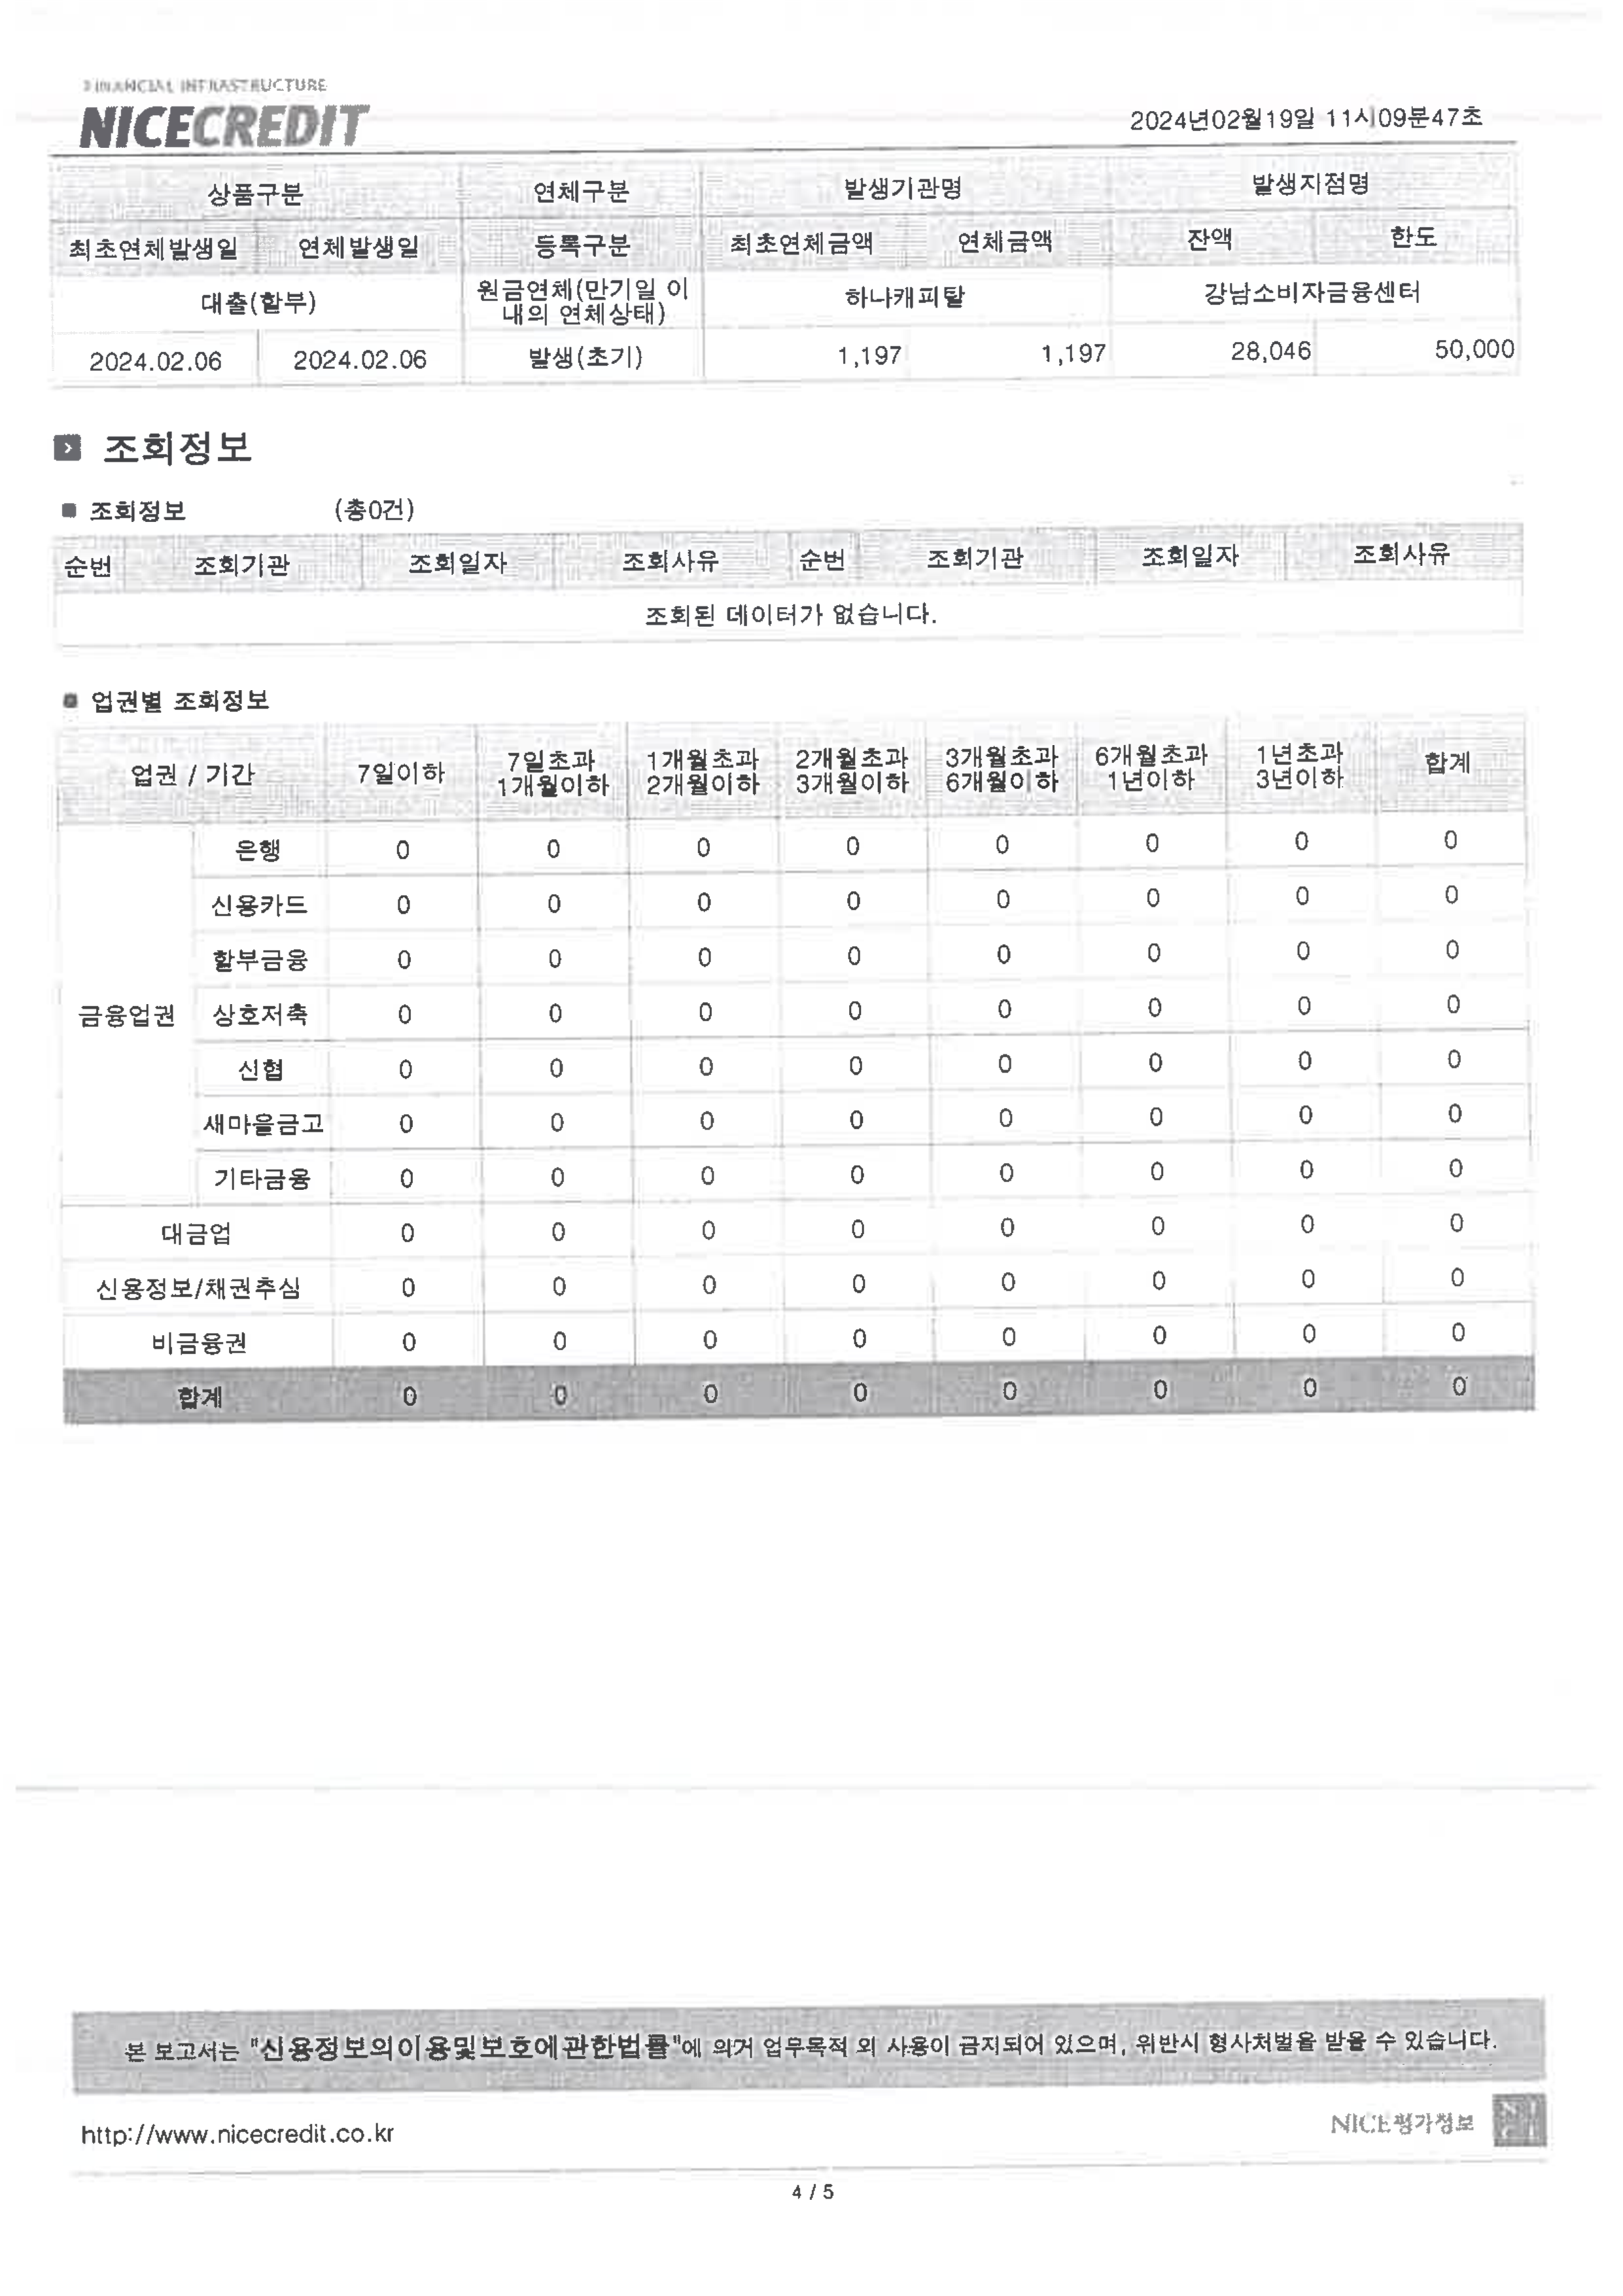 FINANCIAL INFRASTRUCTURE
NICECREDIT
2024년02월19일 11시09분47초
상품구분 연체구분 발생기관명 발생지점명
최초연체발생일 연체발생일 등록구분 최초연체금액 연체금액 잔액 한도
대출(할부) 원금연체(만기일 이내의 연체상태) 하나캐피탈 강남소비자금융센터
2024.02.06 2024.02.06 발생(초기) 1,197 1,197 28,046 50,000
조회정보
조회정보 (총0건)
순번 조회기관 조회일자 조회사유 순번 조회기관 조회일자 조회사유
조회된 데이터가 없습니다.
업권별 조회정보
업권 / 기간 7일이하 7일초과 1개월이하 1개월초과 2개월이하 2개월초과 3개월이하 3개월초과 6개월이하 6개월초과 1년이하 1년초과 3년이하 합계
은행 0 0 0 0 0 0 0 0
신용카드 0 0 0 0 0 0 0 0
할부금융 0 0 0 0 0 0 0 0
금융업권 상호저축 0 0 0 0 0 0 0 0
신협 0 0 0 0 0 0 0 0
새마을금고 0 0 0 0 0 0 0 0
기타금융 0 0 0 0 0 0 0 0
대금업 0 0 0 0 0 0 0 0
신용정보/채권추심 0 0 0 0 0 0 0 0
비금융권 0 0 0 0 0 0 0 0
합계 0 0 0 0 0 0 0 0
본 보고서는 "신용정보의이용및보호에관한법률"에 의거 업무목적 외 사용이 금지되어 있으며, 위반시 형사처벌을 받을 수 있습니다.
http://www.nicecredit.co.kr
NICE평가정보
4 / 5